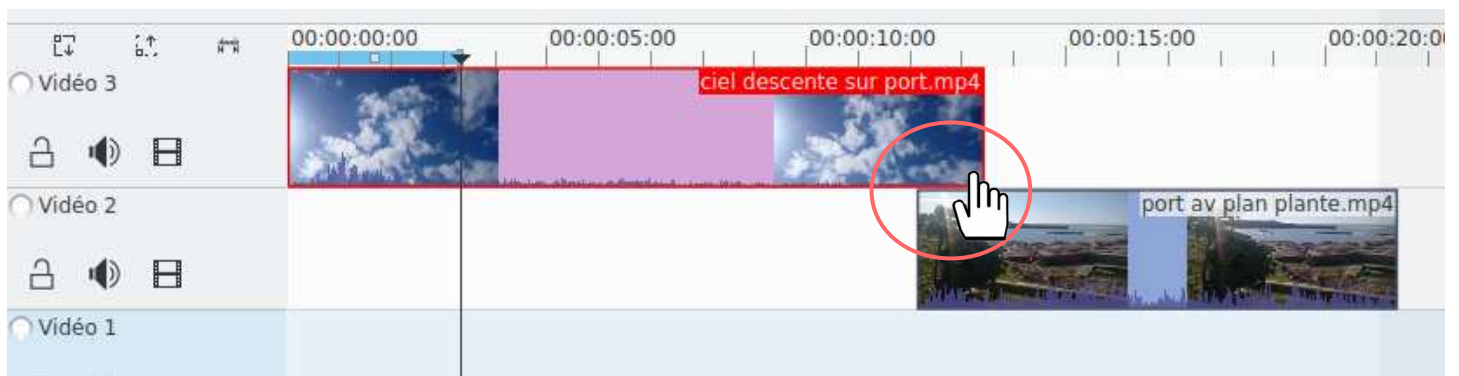 00:00:00:00 00:00:05:00 00:00:10:00 00:00:15:00 00:00:20:0
Vidéo 3
ciel descente sur port.mp4
Vidéo 2
port av plan plante.mp4
Vidéo 1